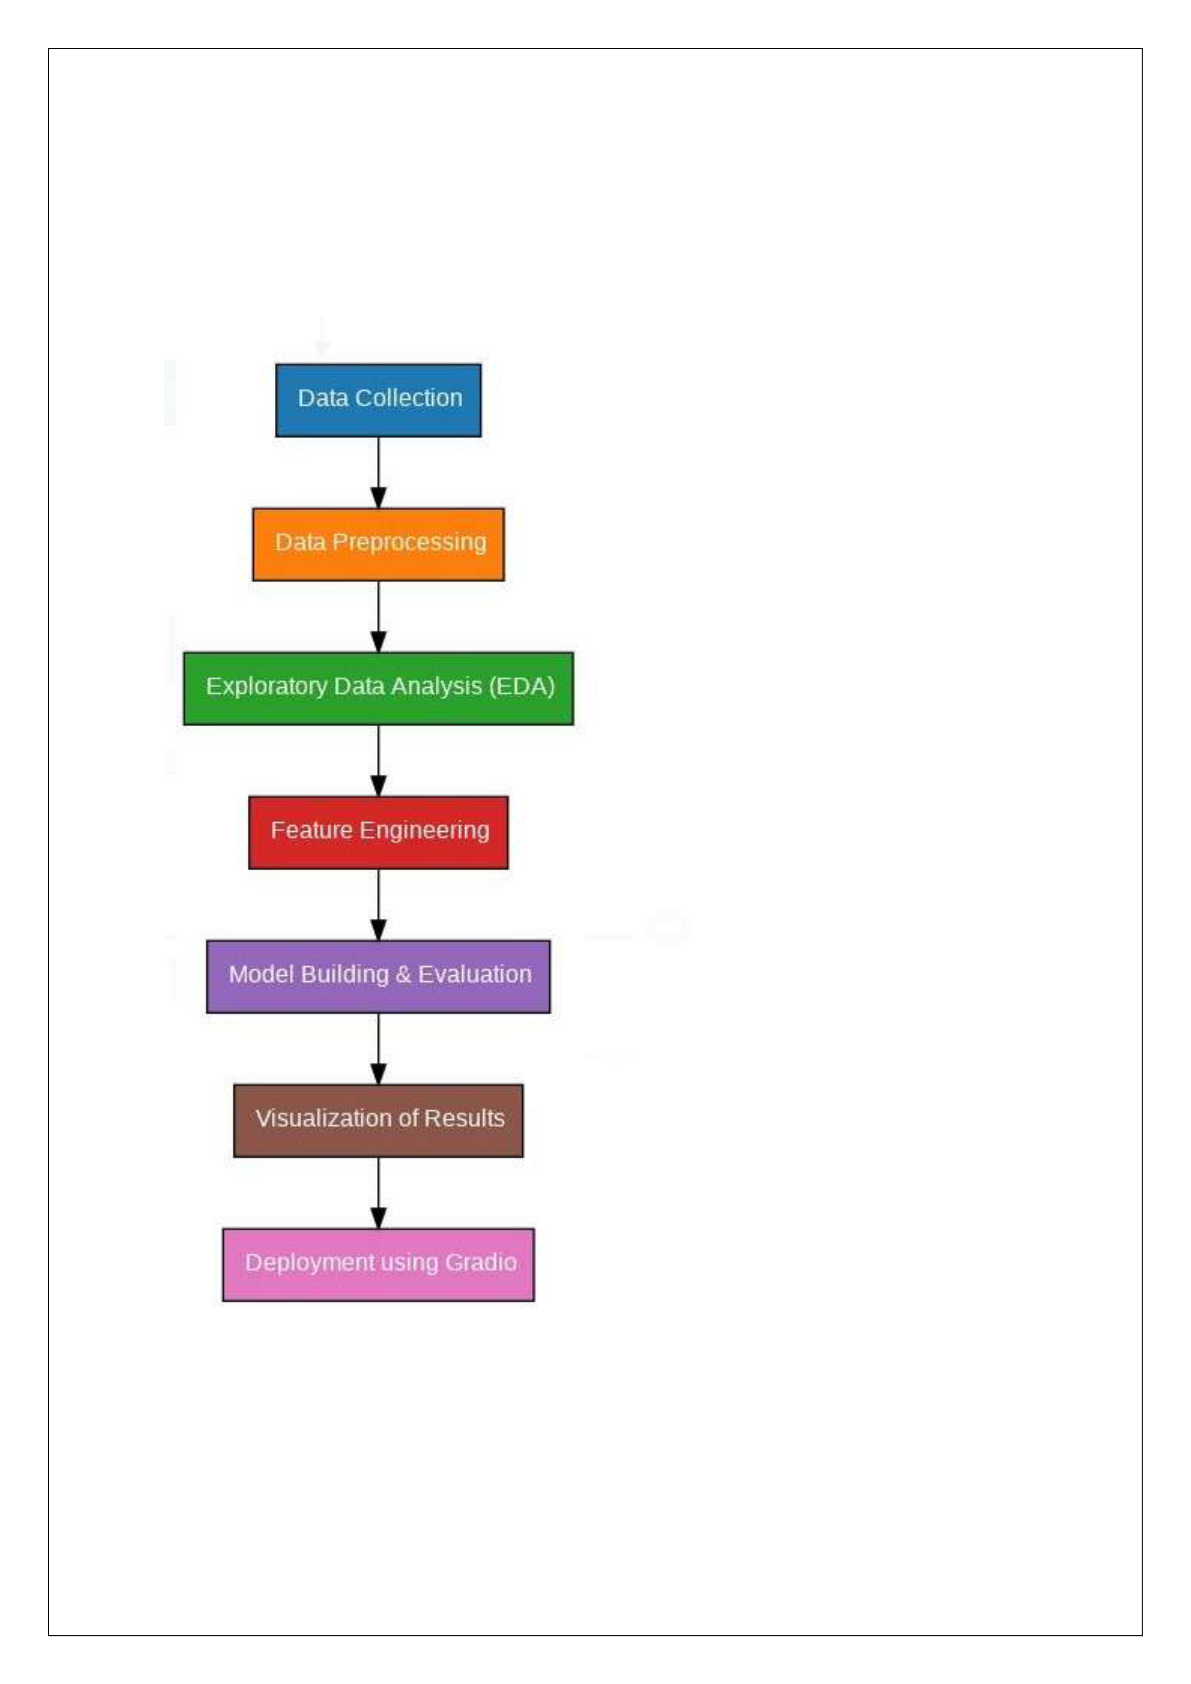 Data Collection
Data Preprocessing
Exploratory Data Analysis (EDA)
Feature Engineering
Model Building & Evaluation
Visualization of Results
Deployment using Gradio